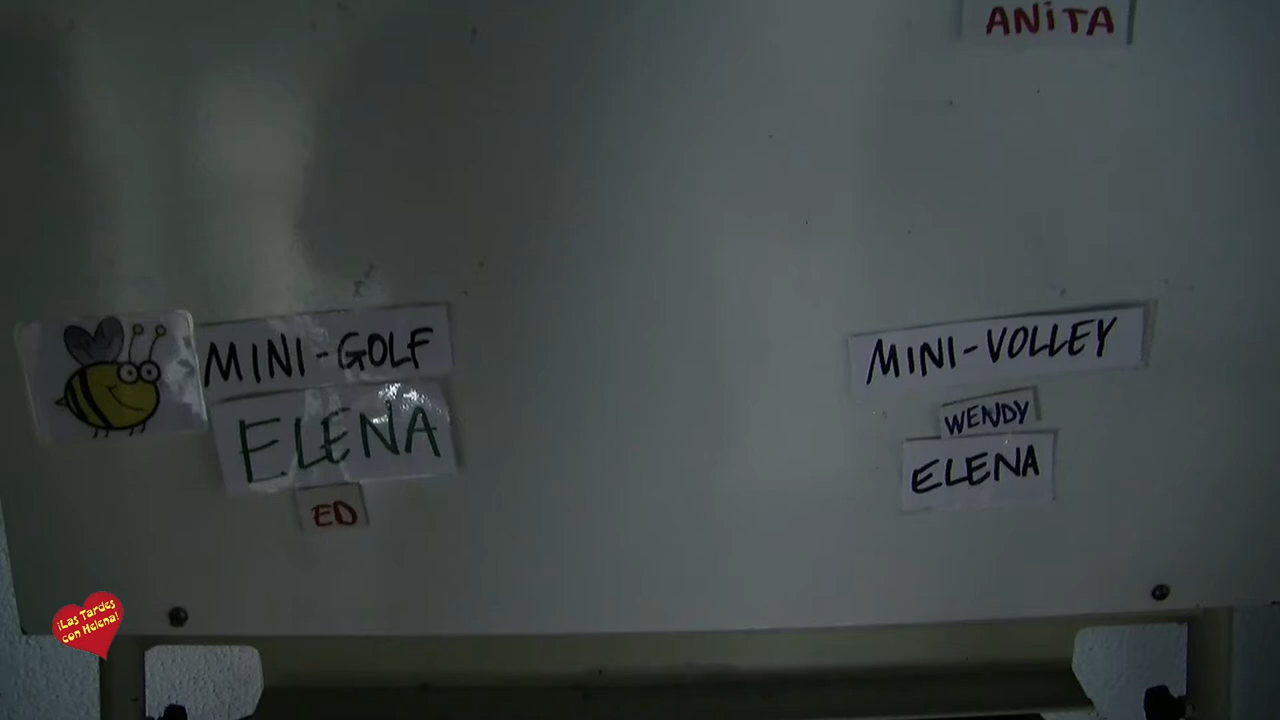 ANiTA
MINI-GOLF
ELENA
ED
MINI-VOLLEY
WENDY
ELENA
¡Las Tardes
con Helena!